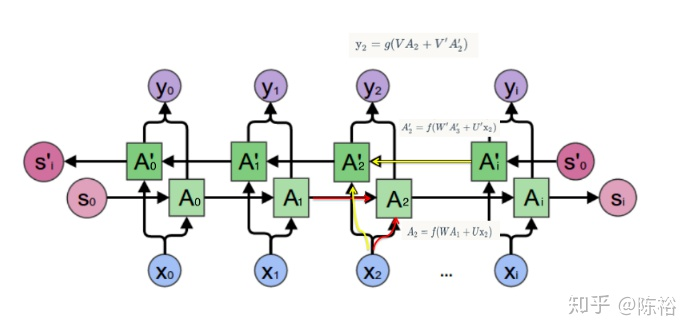 y₂ = g(VA₂ + V'A'₂)
y₀ y₁ y₂ yᵢ
A'₂ = f(W'A'₃ + U'x₂)
s'ᵢ A'₀ A'₁ A'₂ A'ᵢ s'₀
s₀ A₀ A₁ A₂ Aᵢ sᵢ
A₂ = f(WA₁ + Ux₂)
x₀ x₁ x₂ ... xᵢ
知乎 @陈裕